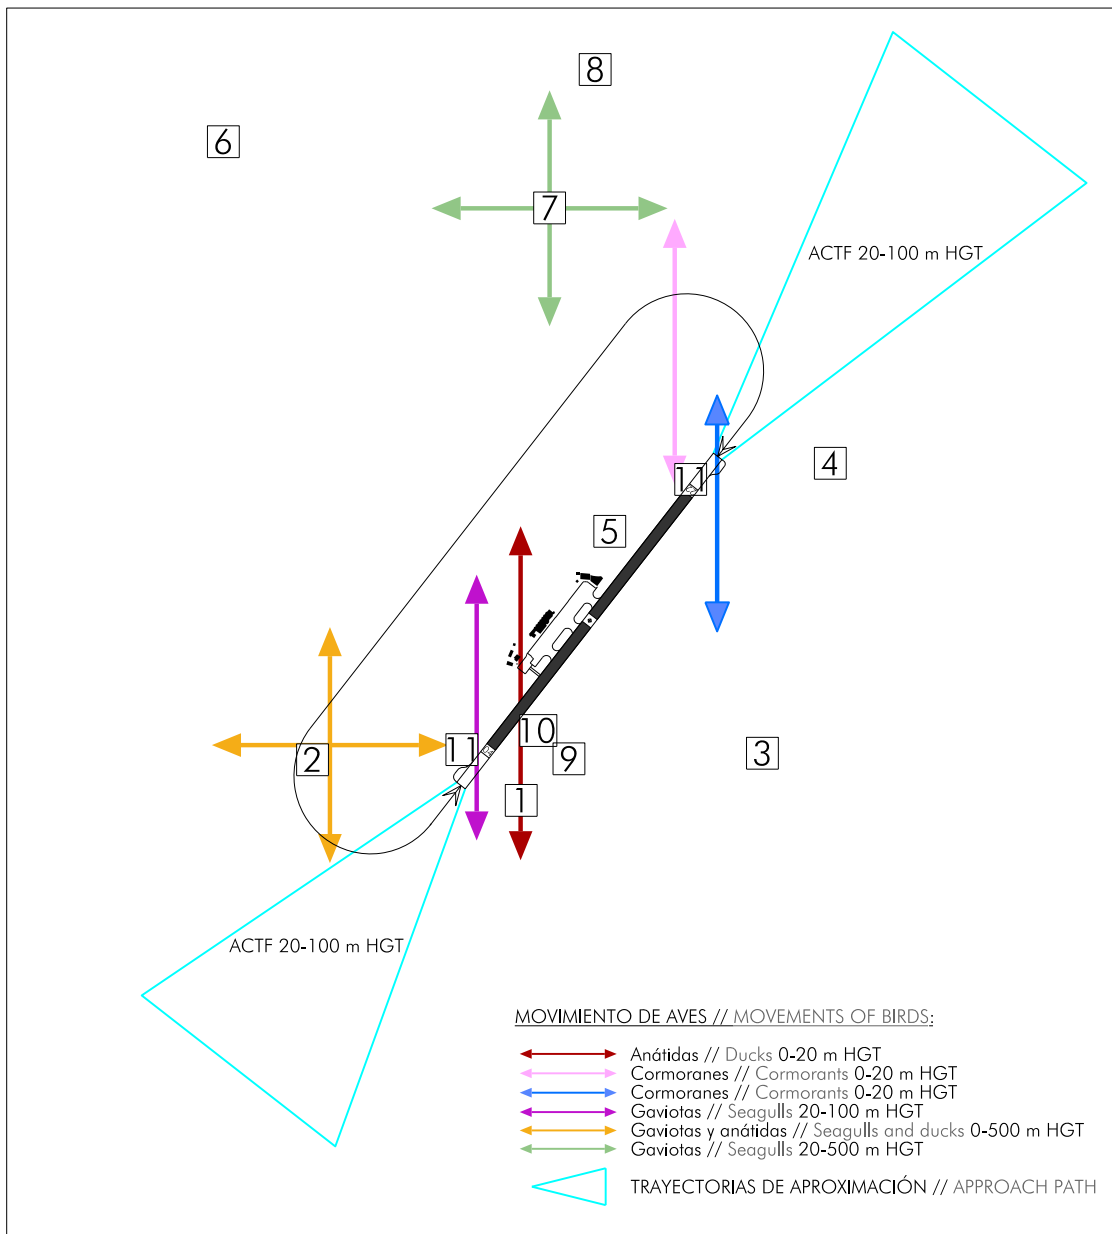 8
6
7
ACTF 20-100 m HGT
4
11
5
10
11
9
3
2
1
ACTF 20-100 m HGT
MOVIMIENTO DE AVES // MOVEMENTS OF BIRDS:
Anátidas // Ducks 0-20 m HGT
Cormoranes // Cormorants 0-20 m HGT
Cormoranes // Cormorants 0-20 m HGT
Gaviotas // Seagulls 20-100 m HGT
Gaviotas y anátidas // Seagulls and ducks 0-500 m HGT
Gaviotas // Seagulls 20-500 m HGT
TRAYECTORIAS DE APROXIMACIÓN // APPROACH PATH